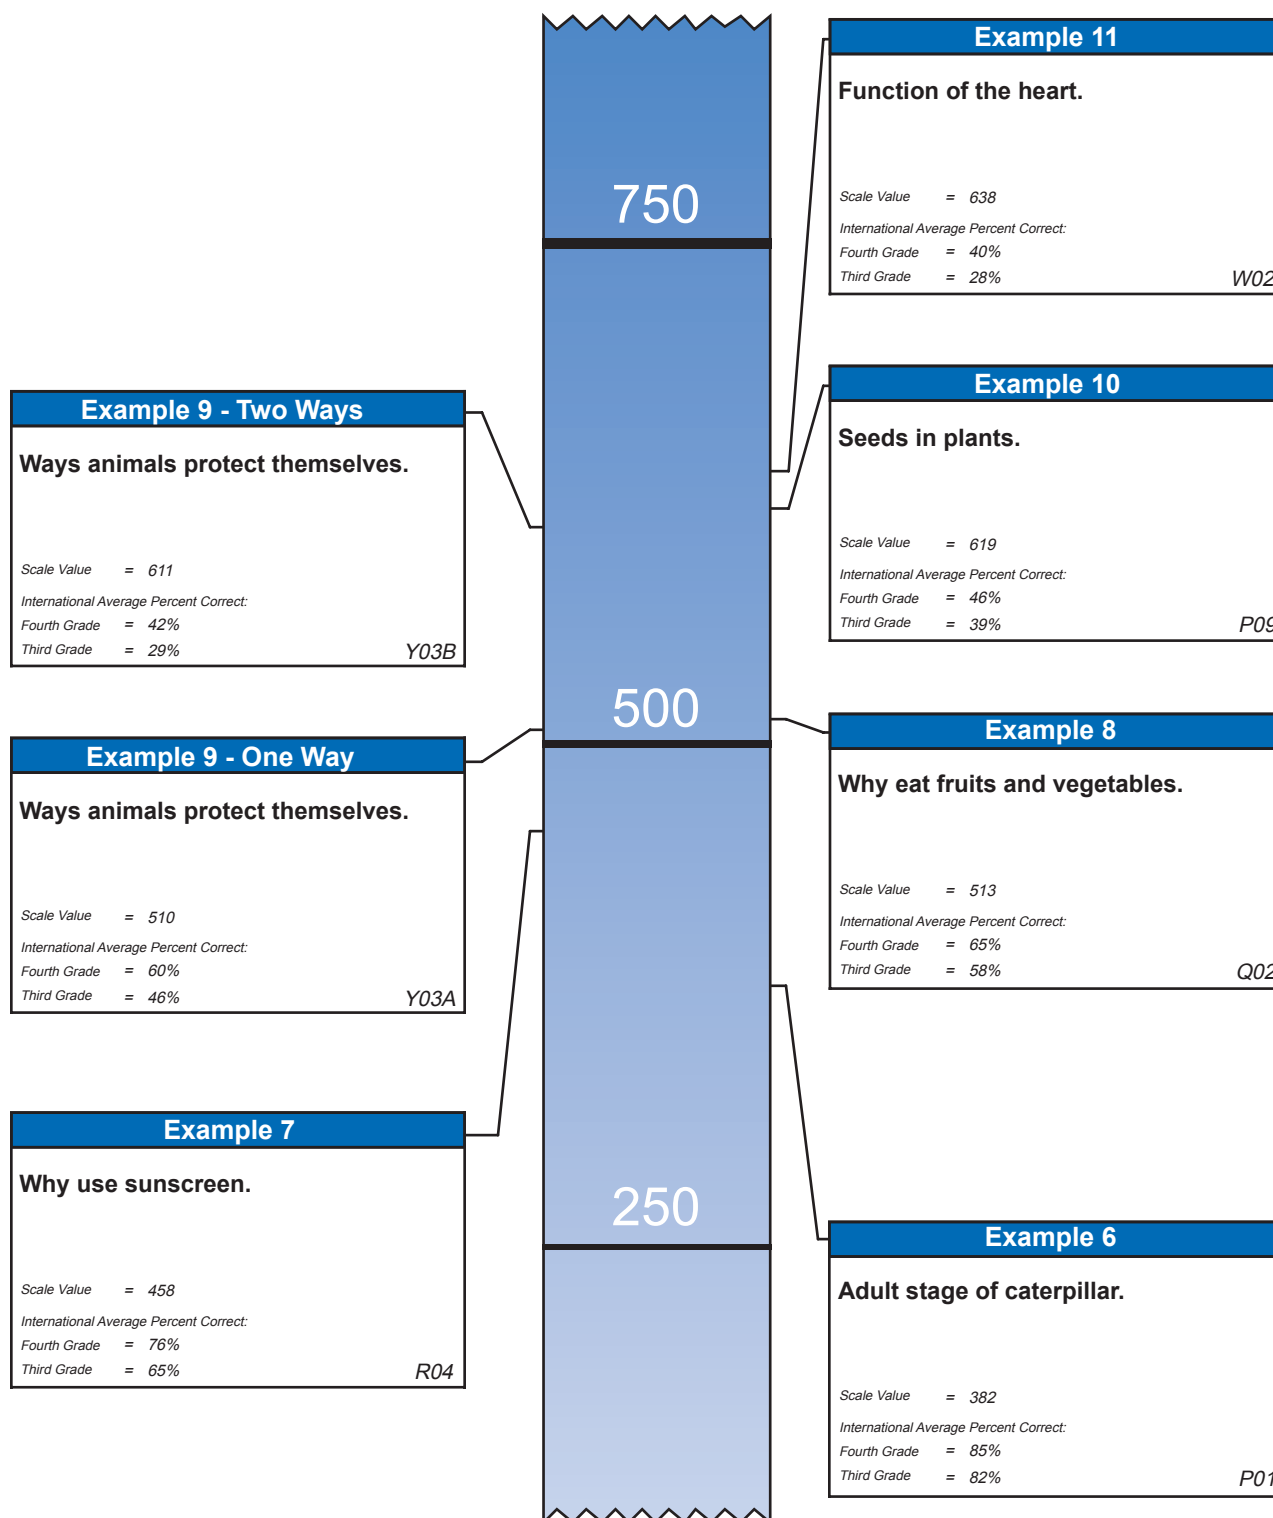 Example 11
Function of the heart.
Scale Value = 638
International Average Percent Correct:
Fourth Grade = 40%
Third Grade = 28%
W02
750
Example 10
Seeds in plants.
Scale Value = 619
International Average Percent Correct:
Fourth Grade = 46%
Third Grade = 39%
P09
Example 9 - Two Ways
Ways animals protect themselves.
Scale Value = 611
International Average Percent Correct:
Fourth Grade = 42%
Third Grade = 29%
Y03B
500
Example 8
Why eat fruits and vegetables.
Scale Value = 513
International Average Percent Correct:
Fourth Grade = 65%
Third Grade = 58%
Q02
Example 9 - One Way
Ways animals protect themselves.
Scale Value = 510
International Average Percent Correct:
Fourth Grade = 60%
Third Grade = 46%
Y03A
Example 7
Why use sunscreen.
Scale Value = 458
International Average Percent Correct:
Fourth Grade = 76%
Third Grade = 65%
R04
250
Example 6
Adult stage of caterpillar.
Scale Value = 382
International Average Percent Correct:
Fourth Grade = 85%
Third Grade = 82%
P01